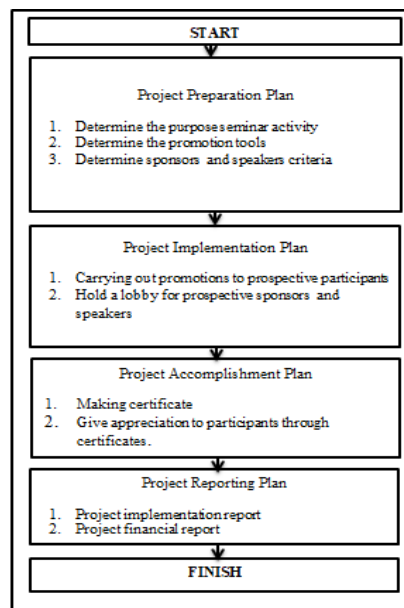 START
Project Preparation Plan
1. Determine the purpose seminar activity
2. Determine the promotion tools
3. Determine sponsors and speakers criteria
Project Implementation Plan
1. Carrying out promotions to prospective participants
2. Hold a lobby for prospective sponsors and
speakers
Project Accomplishment Plan
1. Making certificate
2. Give appreciation to participants through
certificates.
Project Reporting Plan
1. Project implementation report
2. Project financial report
FINISH